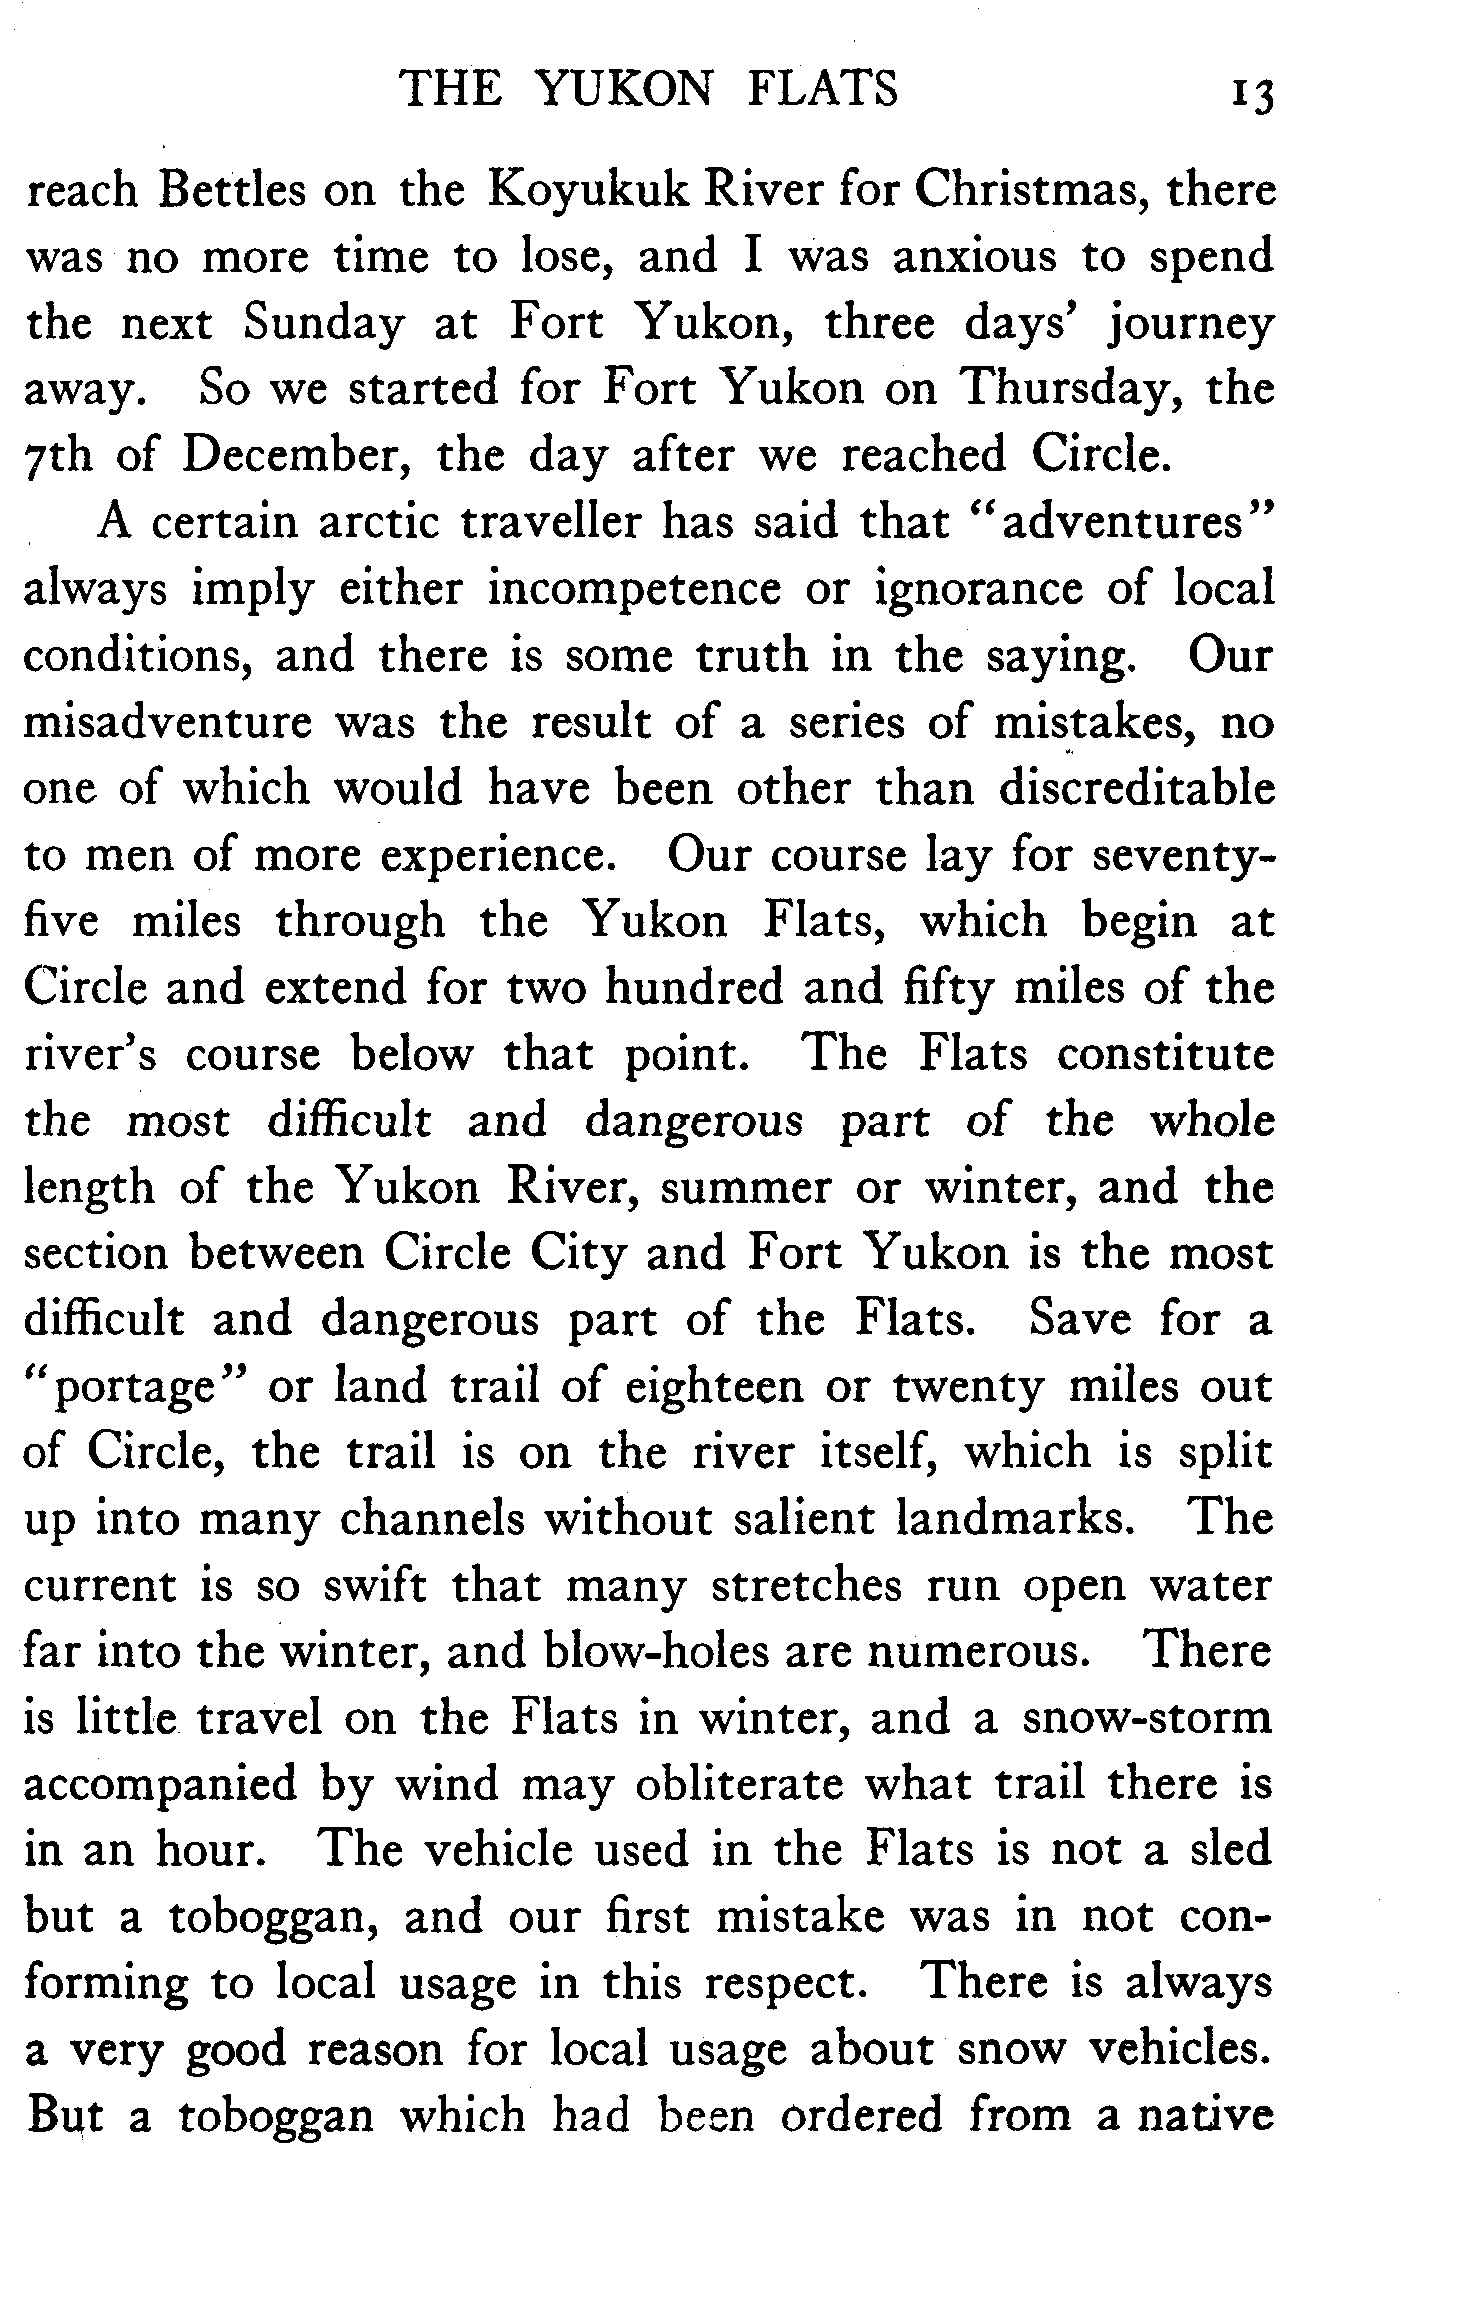 THE YUKON FLATS 13
reach Bettles on the Koyukuk River for Christmas, there
was no more time to lose, and I was anxious to spend
the next Sunday at Fort Yukon, three days' journey
away. So we started for Fort Yukon on Thursday, the
7th of December, the day after we reached Circle.
A certain arctic traveller has said that "adventures"
always imply either incompetence or ignorance of local
conditions, and there is some truth in the saying. Our
misadventure was the result of a series of mistakes, no
one of which would have been other than discreditable
to men of more experience. Our course lay for seventy-
five miles through the Yukon Flats, which begin at
Circle and extend for two hundred and fifty miles of the
river's course below that point. The Flats constitute
the most difficult and dangerous part of the whole
length of the Yukon River, summer or winter, and the
section between Circle City and Fort Yukon is the most
difficult and dangerous part of the Flats. Save for a
"portage" or land trail of eighteen or twenty miles out
of Circle, the trail is on the river itself, which is split
up into many channels without salient landmarks. The
current is so swift that many stretches run open water
far into the winter, and blow-holes are numerous. There
is little travel on the Flats in winter, and a snow-storm
accompanied by wind may obliterate what trail there is
in an hour. The vehicle used in the Flats is not a sled
but a toboggan, and our first mistake was in not con-
forming to local usage in this respect. There is always
a very good reason for local usage about snow vehicles.
But a toboggan which had been ordered from a native